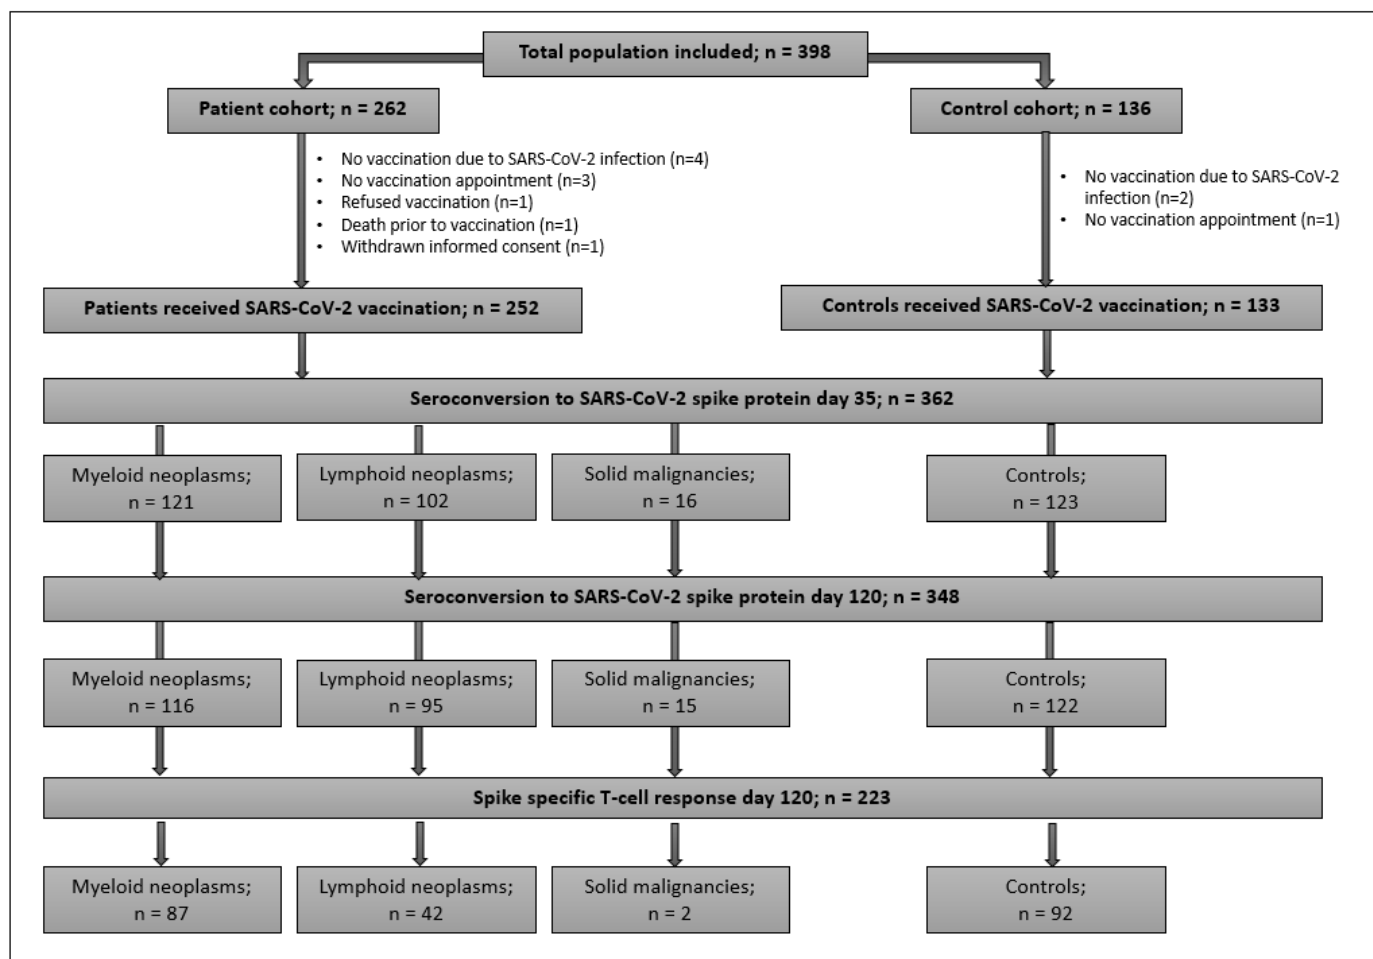 Total population included; n = 398
Patient cohort; n = 262
Control cohort; n = 136
• No vaccination due to SARS-CoV-2 infection (n=4)
• No vaccination appointment (n=3)
• Refused vaccination (n=1)
• Death prior to vaccination (n=1)
• Withdrawn informed consent (n=1)
• No vaccination due to SARS-CoV-2
infection (n=2)
• No vaccination appointment (n=1)
Patients received SARS-CoV-2 vaccination; n = 252
Controls received SARS-CoV-2 vaccination; n = 133
Seroconversion to SARS-CoV-2 spike protein day 35; n = 362
Myeloid neoplasms;
n = 121
Lymphoid neoplasms;
n = 102
Solid malignancies;
n = 16
Controls;
n = 123
Seroconversion to SARS-CoV-2 spike protein day 120; n = 348
Myeloid neoplasms;
n = 116
Lymphoid neoplasms;
n = 95
Solid malignancies;
n = 15
Controls;
n = 122
Spike specific T-cell response day 120; n = 223
Myeloid neoplasms;
n = 87
Lymphoid neoplasms;
n = 42
Solid malignancies;
n = 2
Controls;
n = 92